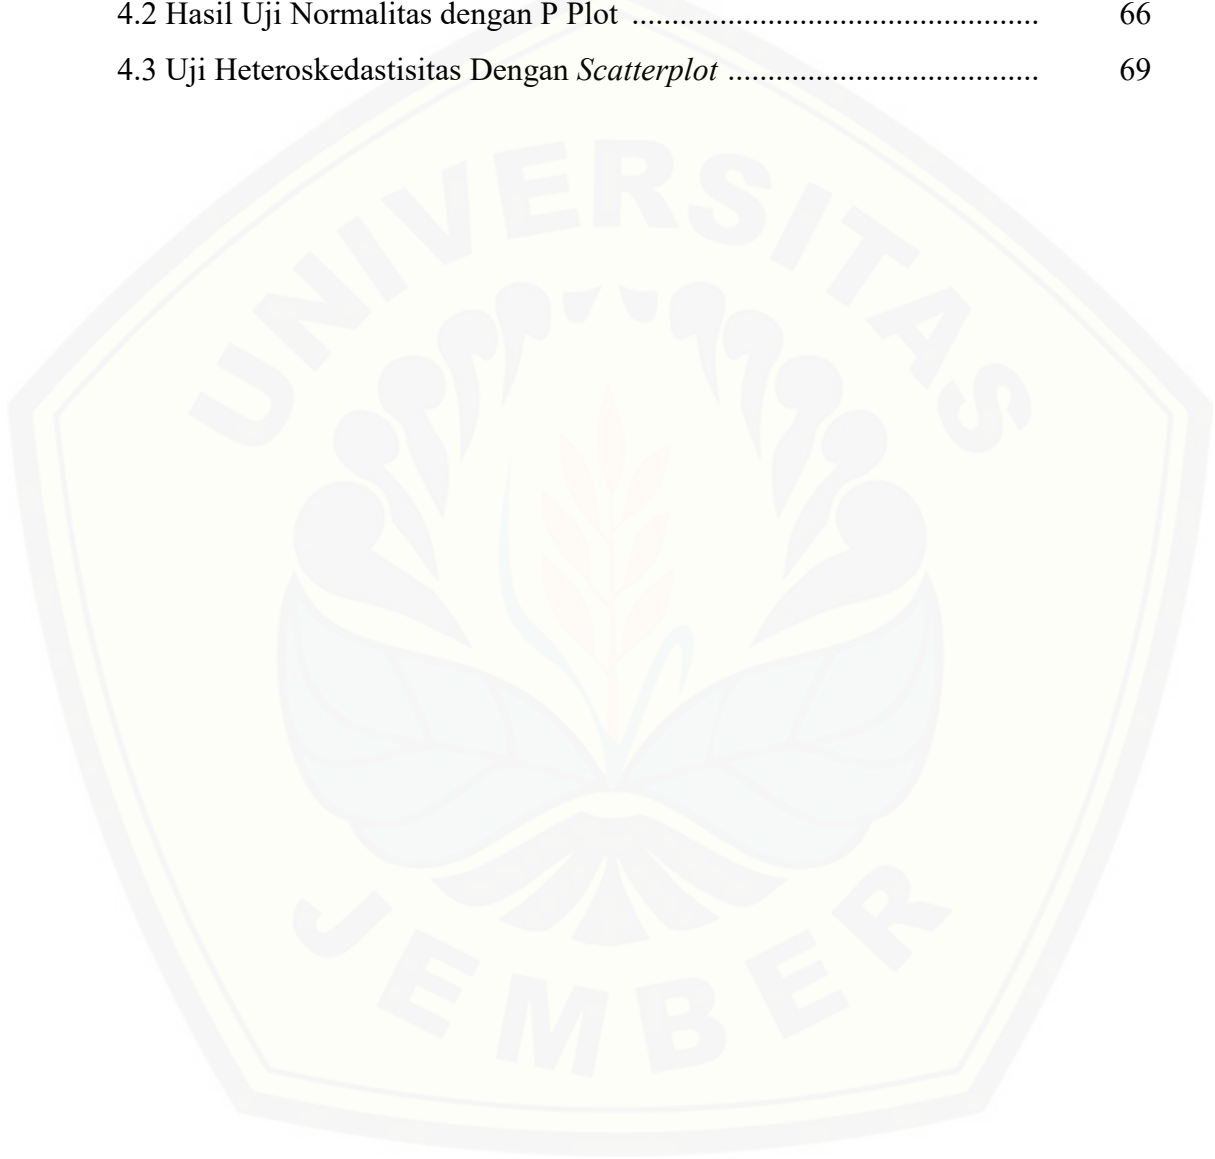 4.2 Hasil Uji Normalitas dengan P Plot ................................................... 66
4.3 Uji Heteroskedastisitas Dengan Scatterplot ....................................... 69
UNIVERSITAS
JEMBER